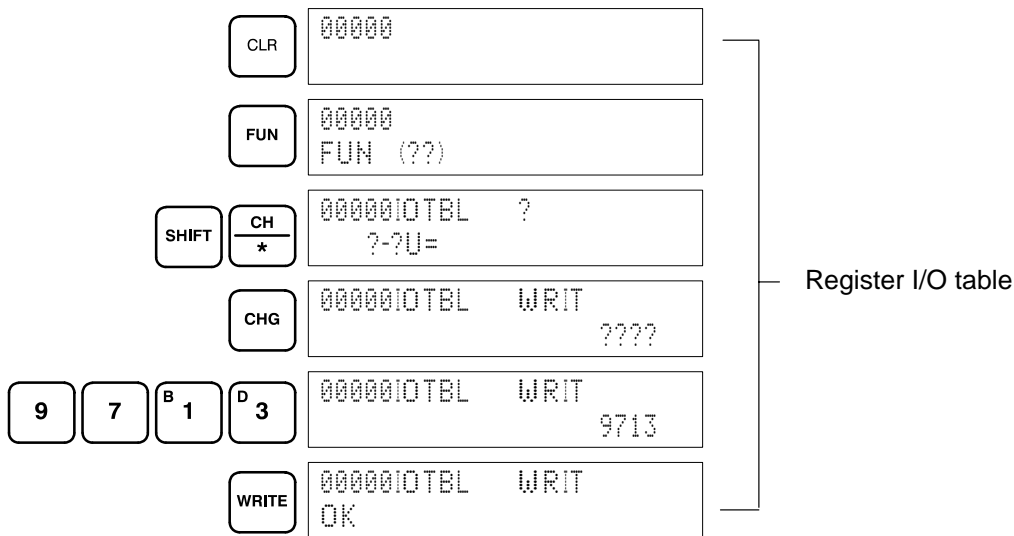 CLR
00000
FUN
00000
FUN (??)
SHIFT
CH
*
00000IOTBL ?
?-?U=
CHG
00000IOTBL WRIT
????
Register I/O table
9
7
B 1
D 3
00000IOTBL WRIT
9713
WRITE
00000IOTBL WRIT
OK